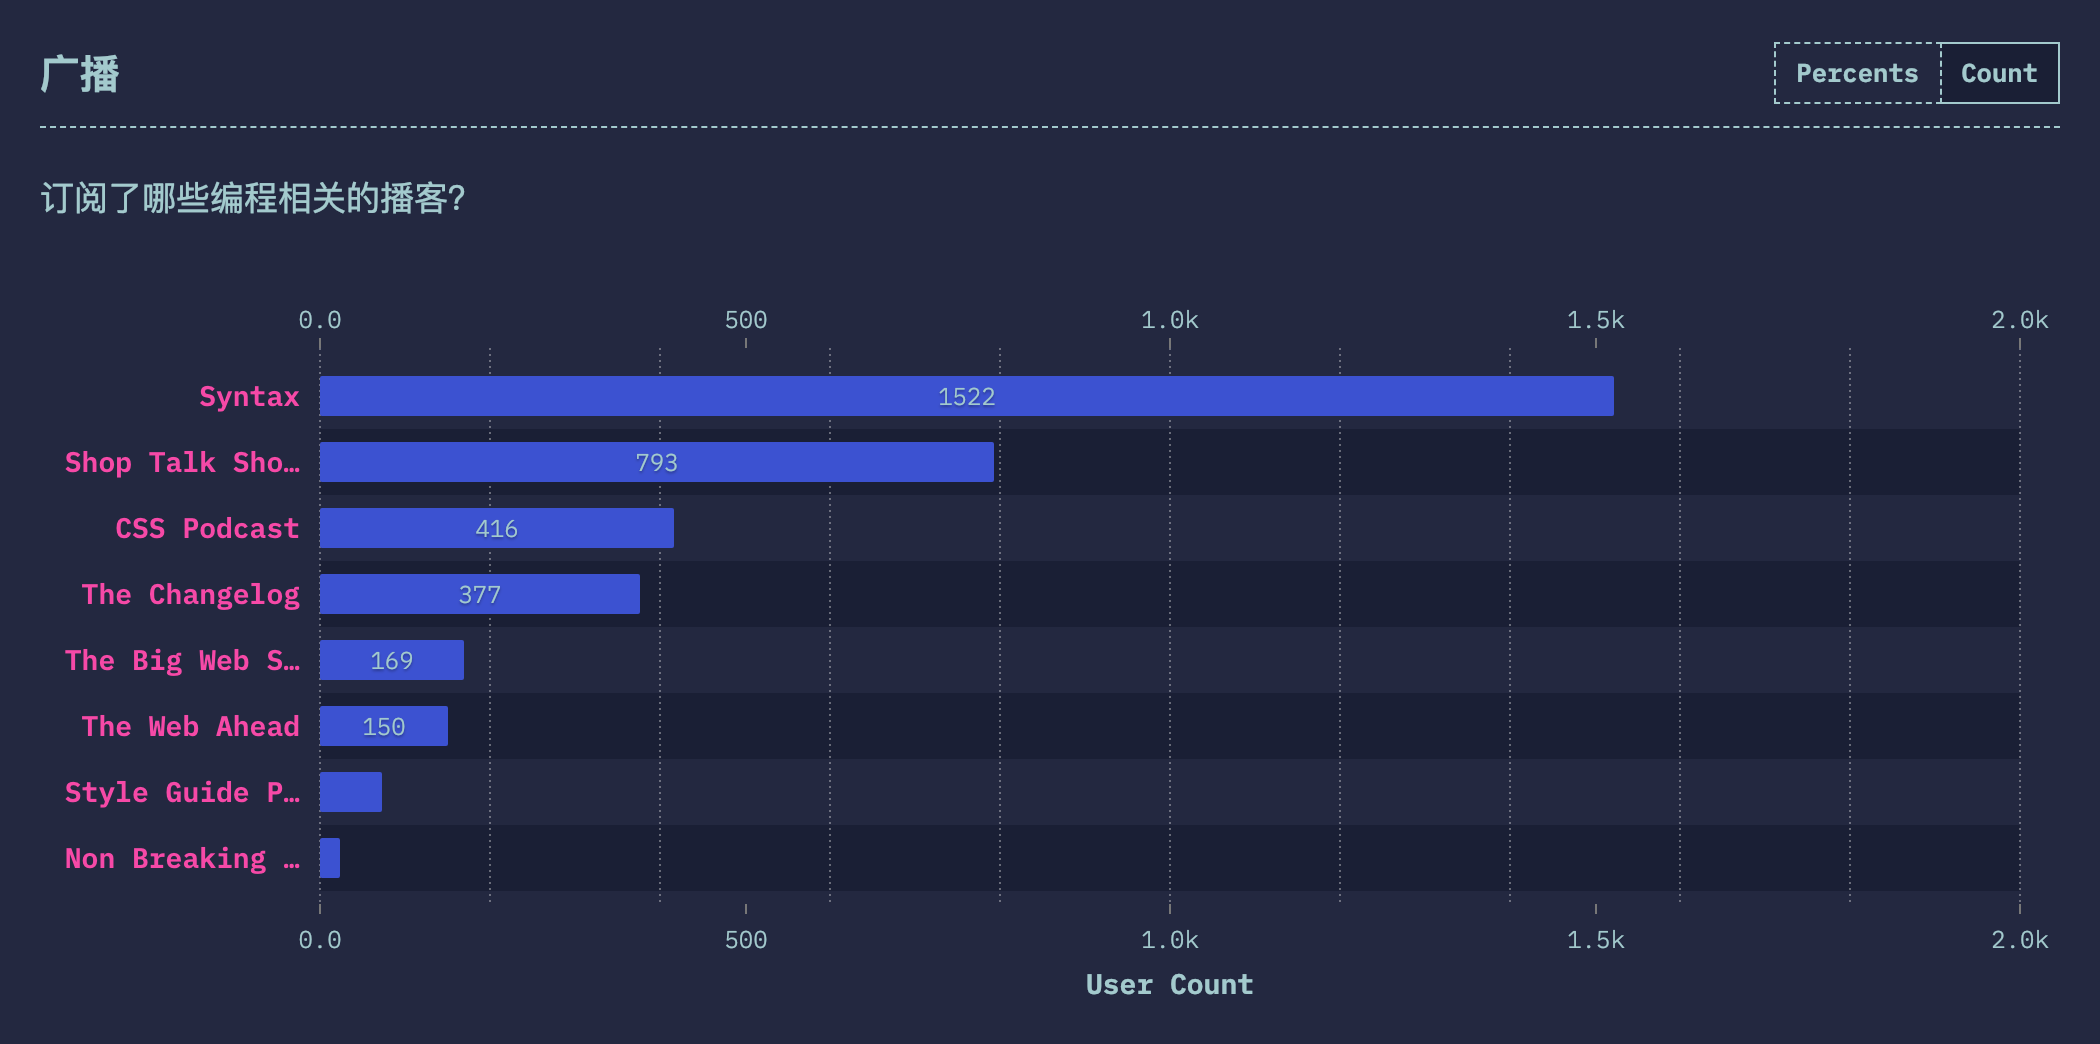 广播
Percents Count
订阅了哪些编程相关的播客?
0.0 500 1.0k 1.5k 2.0k
Syntax 1522
Shop Talk Sho… 793
CSS Podcast 416
The Changelog 377
The Big Web S… 169
The Web Ahead 150
Style Guide P…
Non Breaking …
0.0 500 1.0k 1.5k 2.0k
User Count